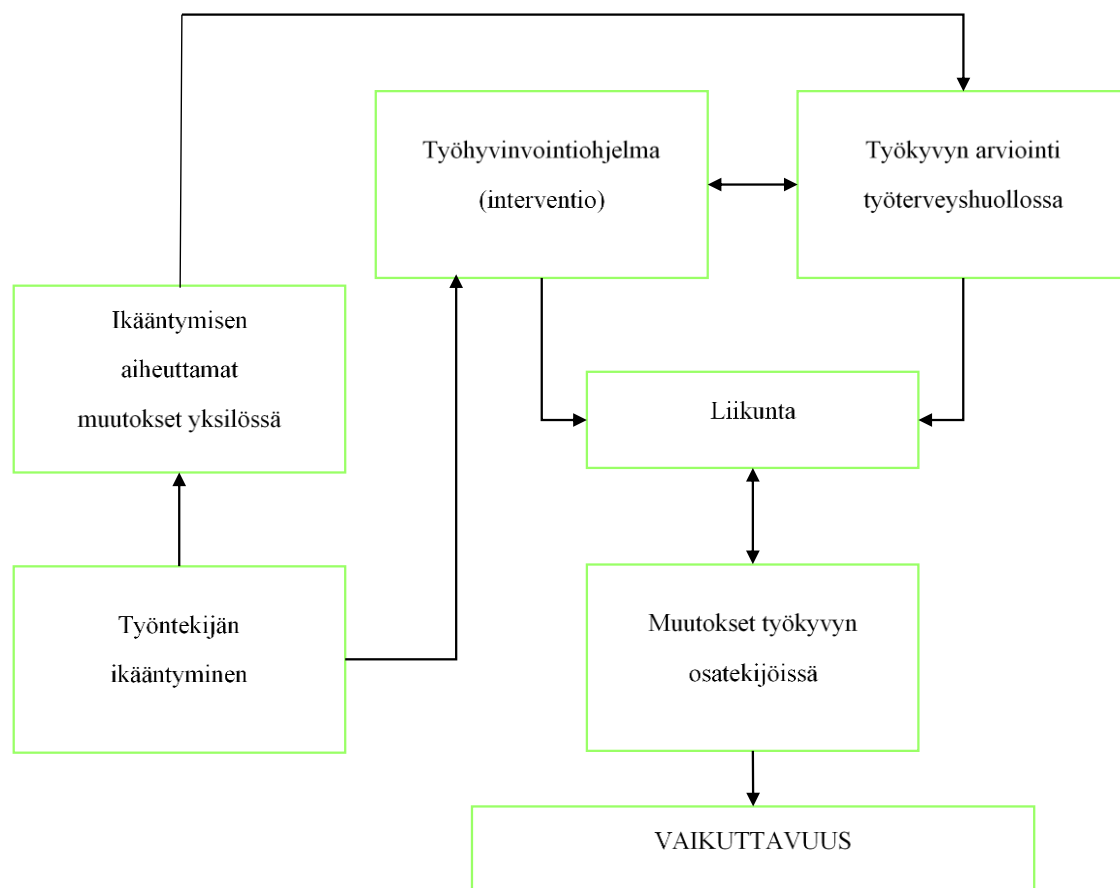 Työhyvinvointiohjelma
(interventio)
Työkyvyn arviointi
työterveyshuollossa
Ikääntymisen
aiheuttamat
muutokset yksilössä
Liikunta
Työntekijän
ikääntyminen
Muutokset työkyvyn
osatekijöissä
VAIKUTTAVUUS